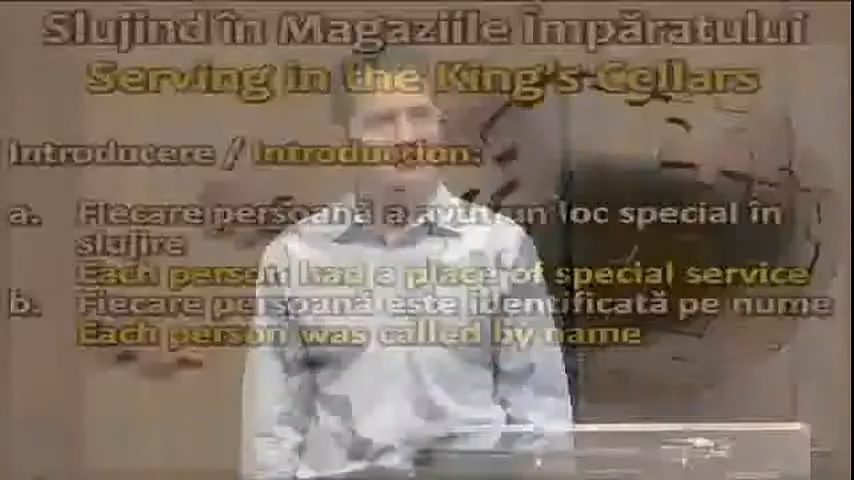 Slujind în Magaziile Împăratului
Serving in the King's Cellars
Introducere / Introduction:
a. Fiecare persoană a avut un loc special în
slujire
Each person had a place of special service
b. Fiecare persoană este identificată pe nume
Each person was called by name